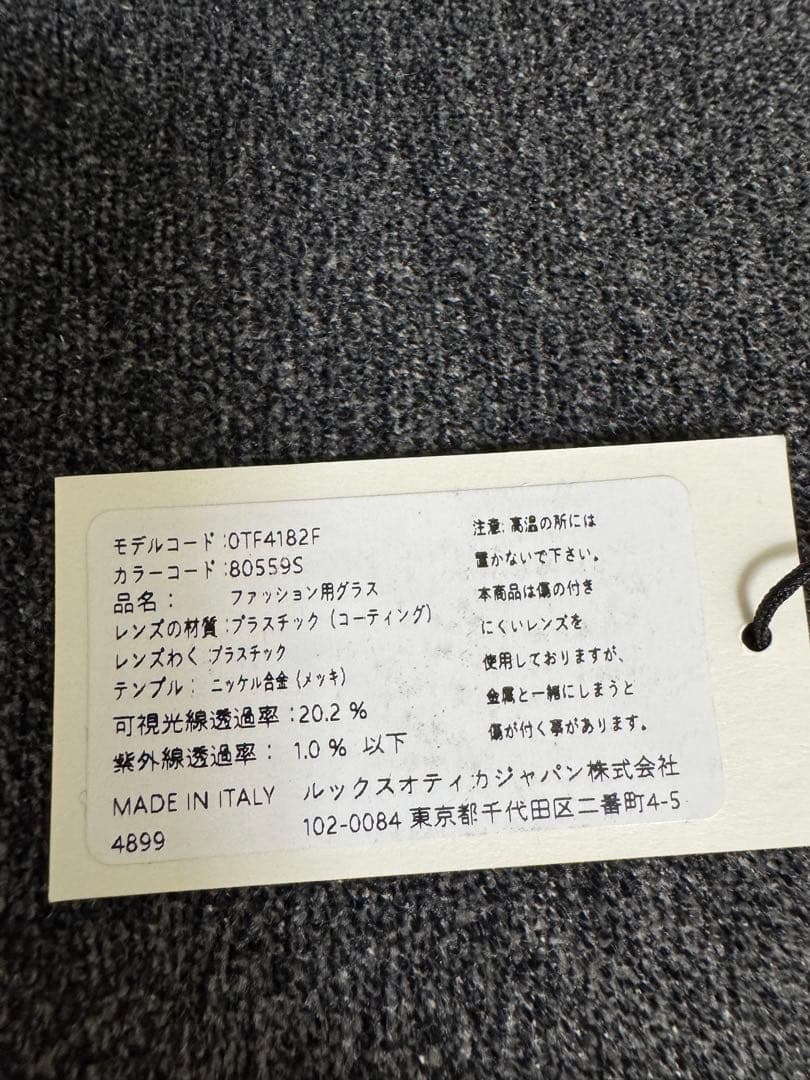 モデルコード:0TF4182F
カラーコード:80559S
品名: ファッション用グラス
レンズの材質:プラスチック(コーティング)
レンズわく:プラスチック
テンプル: ニッケル合金(メッキ)
可視光線透過率:20.2 %
紫外線透過率: 1.0 % 以下
MADE IN ITALY
4899
注意:高温の所には
置かないで下さい。
本商品は傷の付き
にくいレンズを
使用しておりますが、
金属と一緒にしまうと
傷が付く事があります。
ルックスオティカジャパン株式会社
102-0084 東京都千代田区二番町4-5